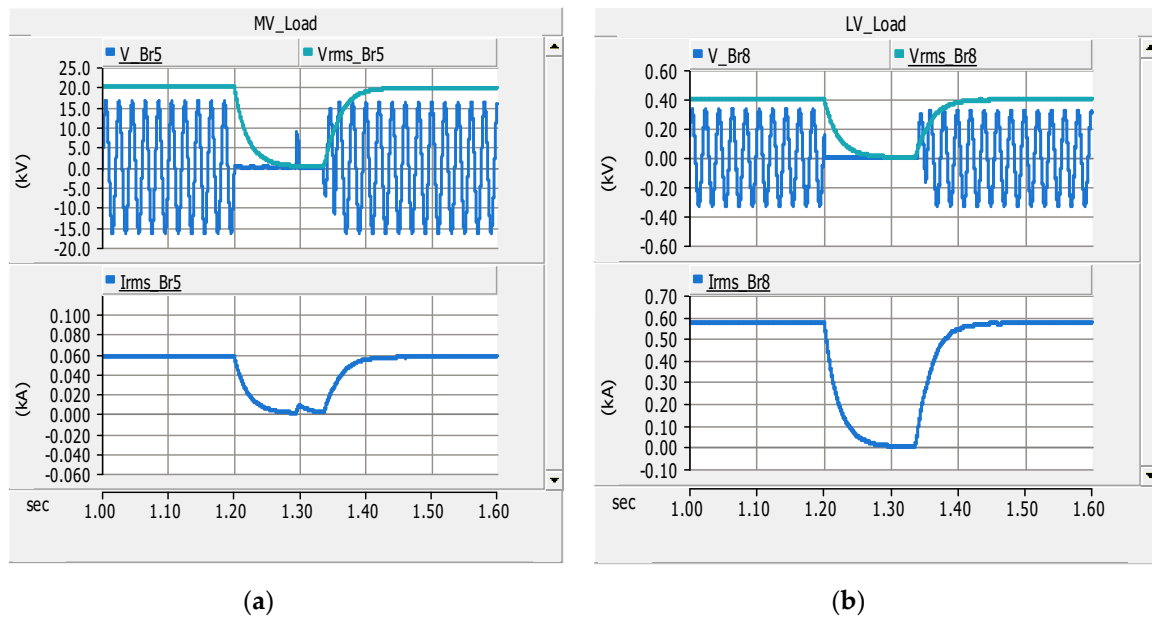 MV_Load
V_Br5 Vrms_Br5
25.0
20.0
15.0
10.0
5.0
0.0
-5.0
-10.0
-15.0
-20.0
(kV)
Irms_Br5
0.100
0.080
0.060
0.040
0.020
0.000
-0.020
-0.040
-0.060
(kA)
sec 1.00 1.10 1.20 1.30 1.40 1.50 1.60
(a)
LV_Load
V_Br8 Vrms_Br8
0.60
0.40
0.20
0.00
-0.20
-0.40
-0.60
(kV)
Irms_Br8
0.70
0.60
0.50
0.40
0.30
0.20
0.10
0.00
-0.10
(kA)
sec 1.00 1.10 1.20 1.30 1.40 1.50 1.60
(b)